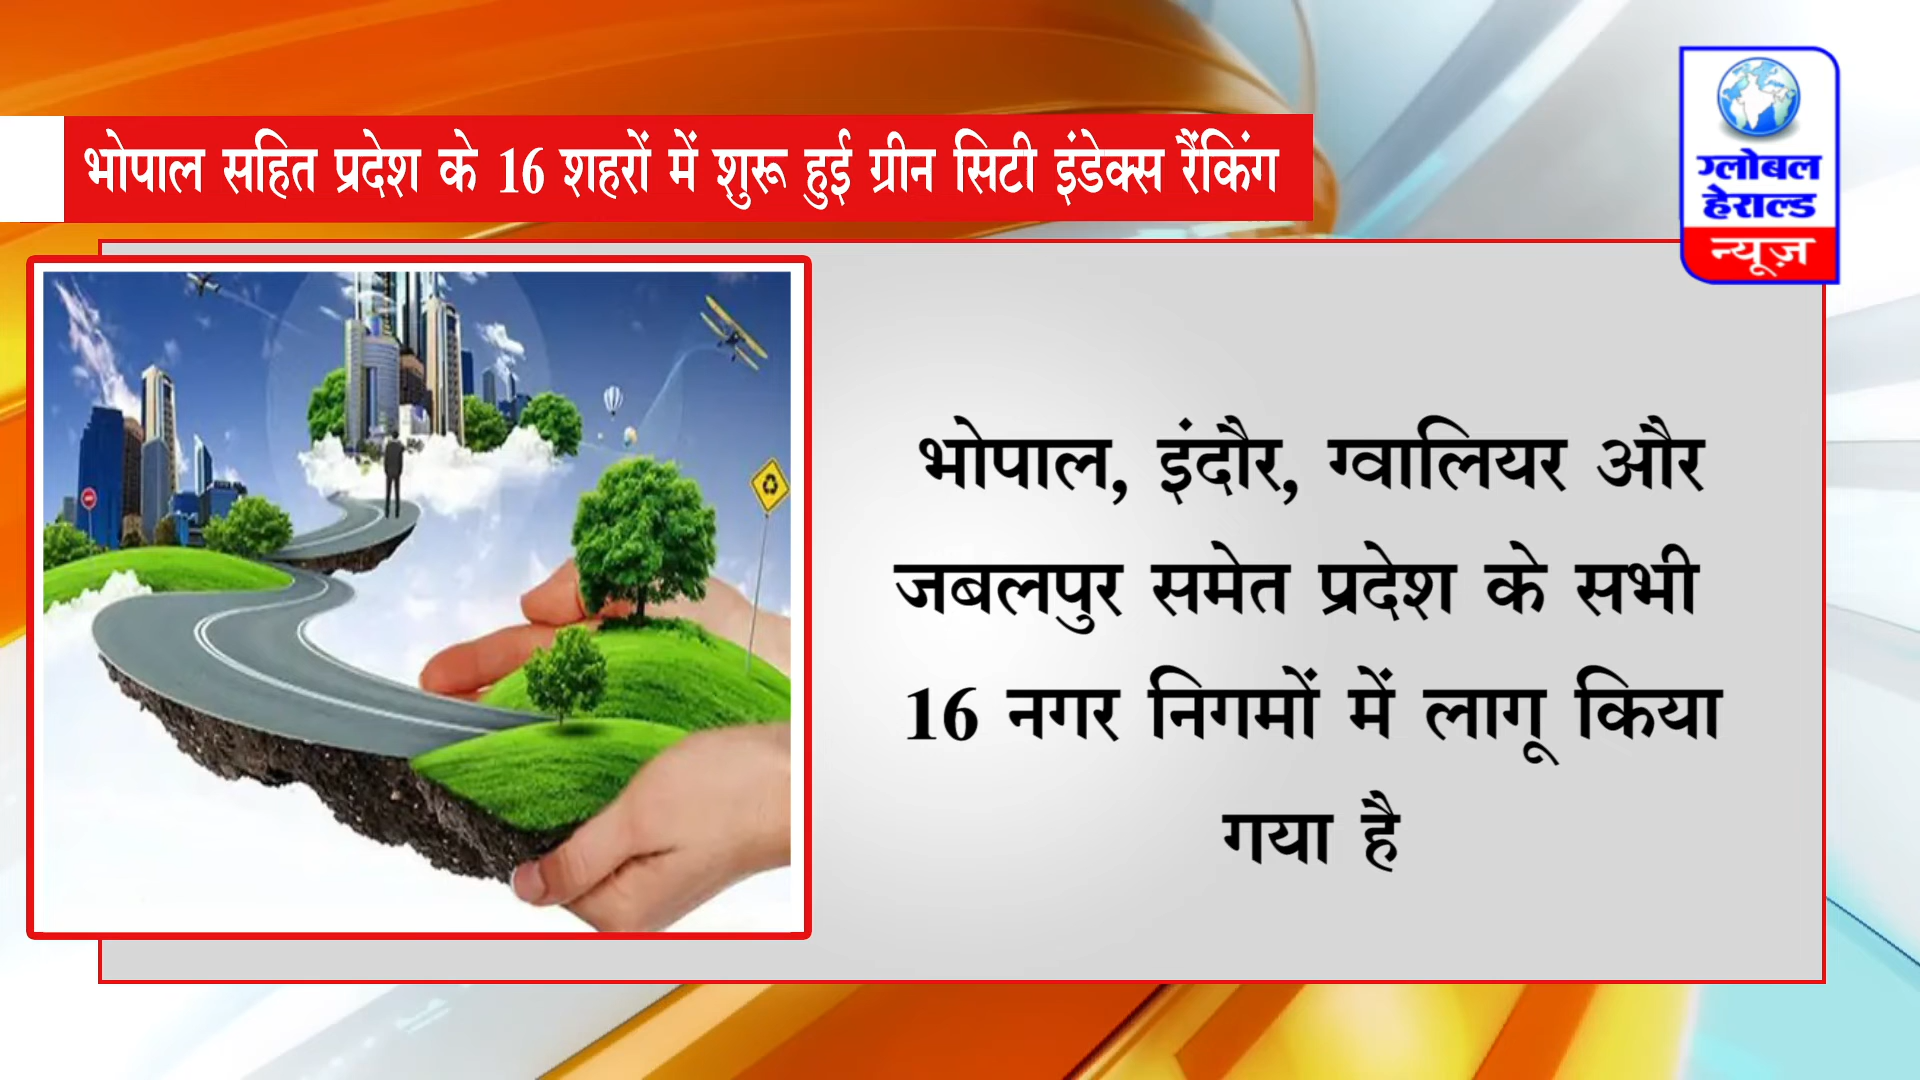 भोपाल सहित प्रदेश के 16 शहरों में शुरू हुई ग्रीन सिटी इंडेक्स रैंकिंग
ग्लोबल
हेराल्ड
न्यूज़
भोपाल, इंदौर, ग्वालियर और
जबलपुर समेत प्रदेश के सभी
16 नगर निगमों में लागू किया
गया है